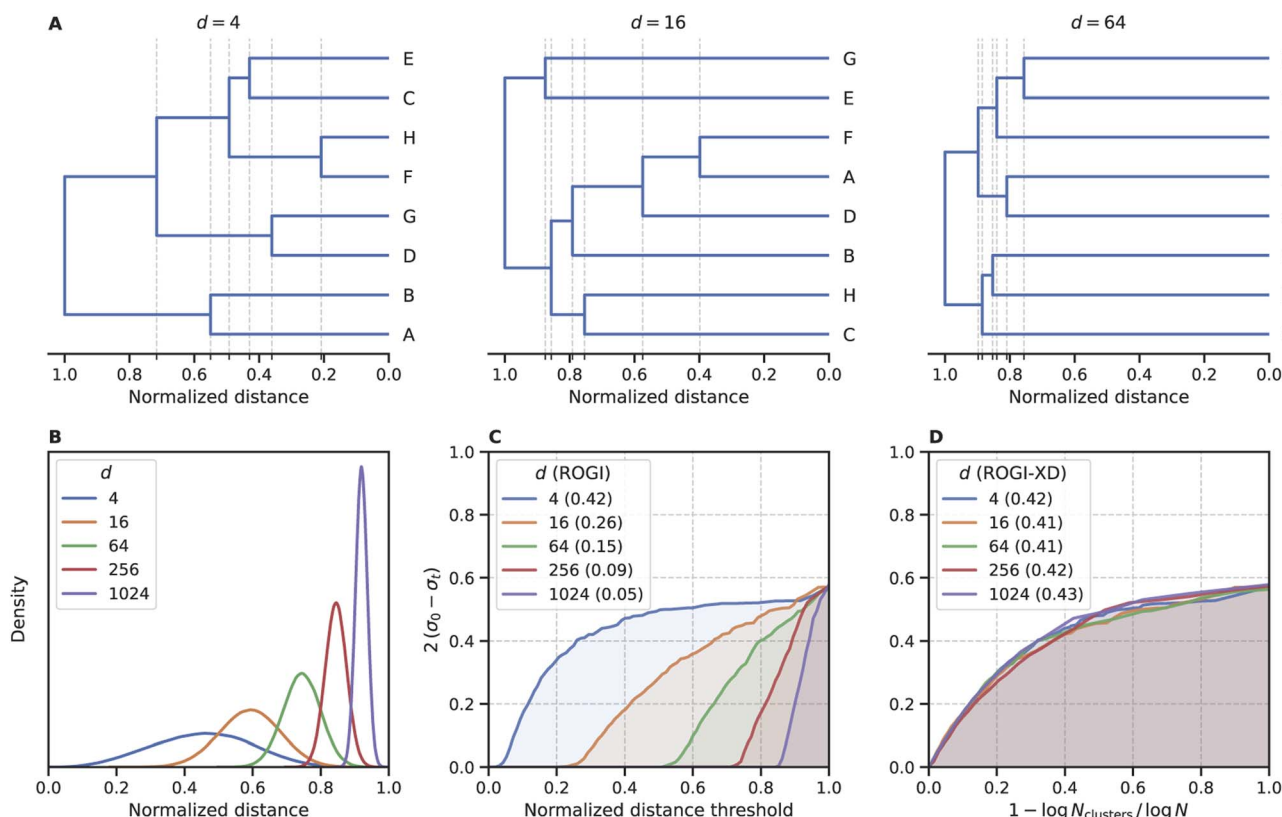 A
d = 4
d = 16
d = 64
E
C
H
F
G
D
B
A
G
E
F
A
D
B
H
C
1.0 0.8 0.6 0.4 0.2 0.0
1.0 0.8 0.6 0.4 0.2 0.0
1.0 0.8 0.6 0.4 0.2 0.0
Normalized distance
Normalized distance
Normalized distance
B
d
4
16
64
256
1024
Density
0.0 0.2 0.4 0.6 0.8 1.0
Normalized distance
C
1.0
0.8
0.6
0.4
0.2
0.0
2 (σ₀ − σₜ)
d (ROGI)
4 (0.42)
16 (0.26)
64 (0.15)
256 (0.09)
1024 (0.05)
0.0 0.2 0.4 0.6 0.8 1.0
Normalized distance threshold
D
1.0
0.8
0.6
0.4
0.2
0.0
d (ROGI-XD)
4 (0.42)
16 (0.41)
64 (0.41)
256 (0.42)
1024 (0.43)
0.0 0.2 0.4 0.6 0.8 1.0
1 − log N_clusters / log N